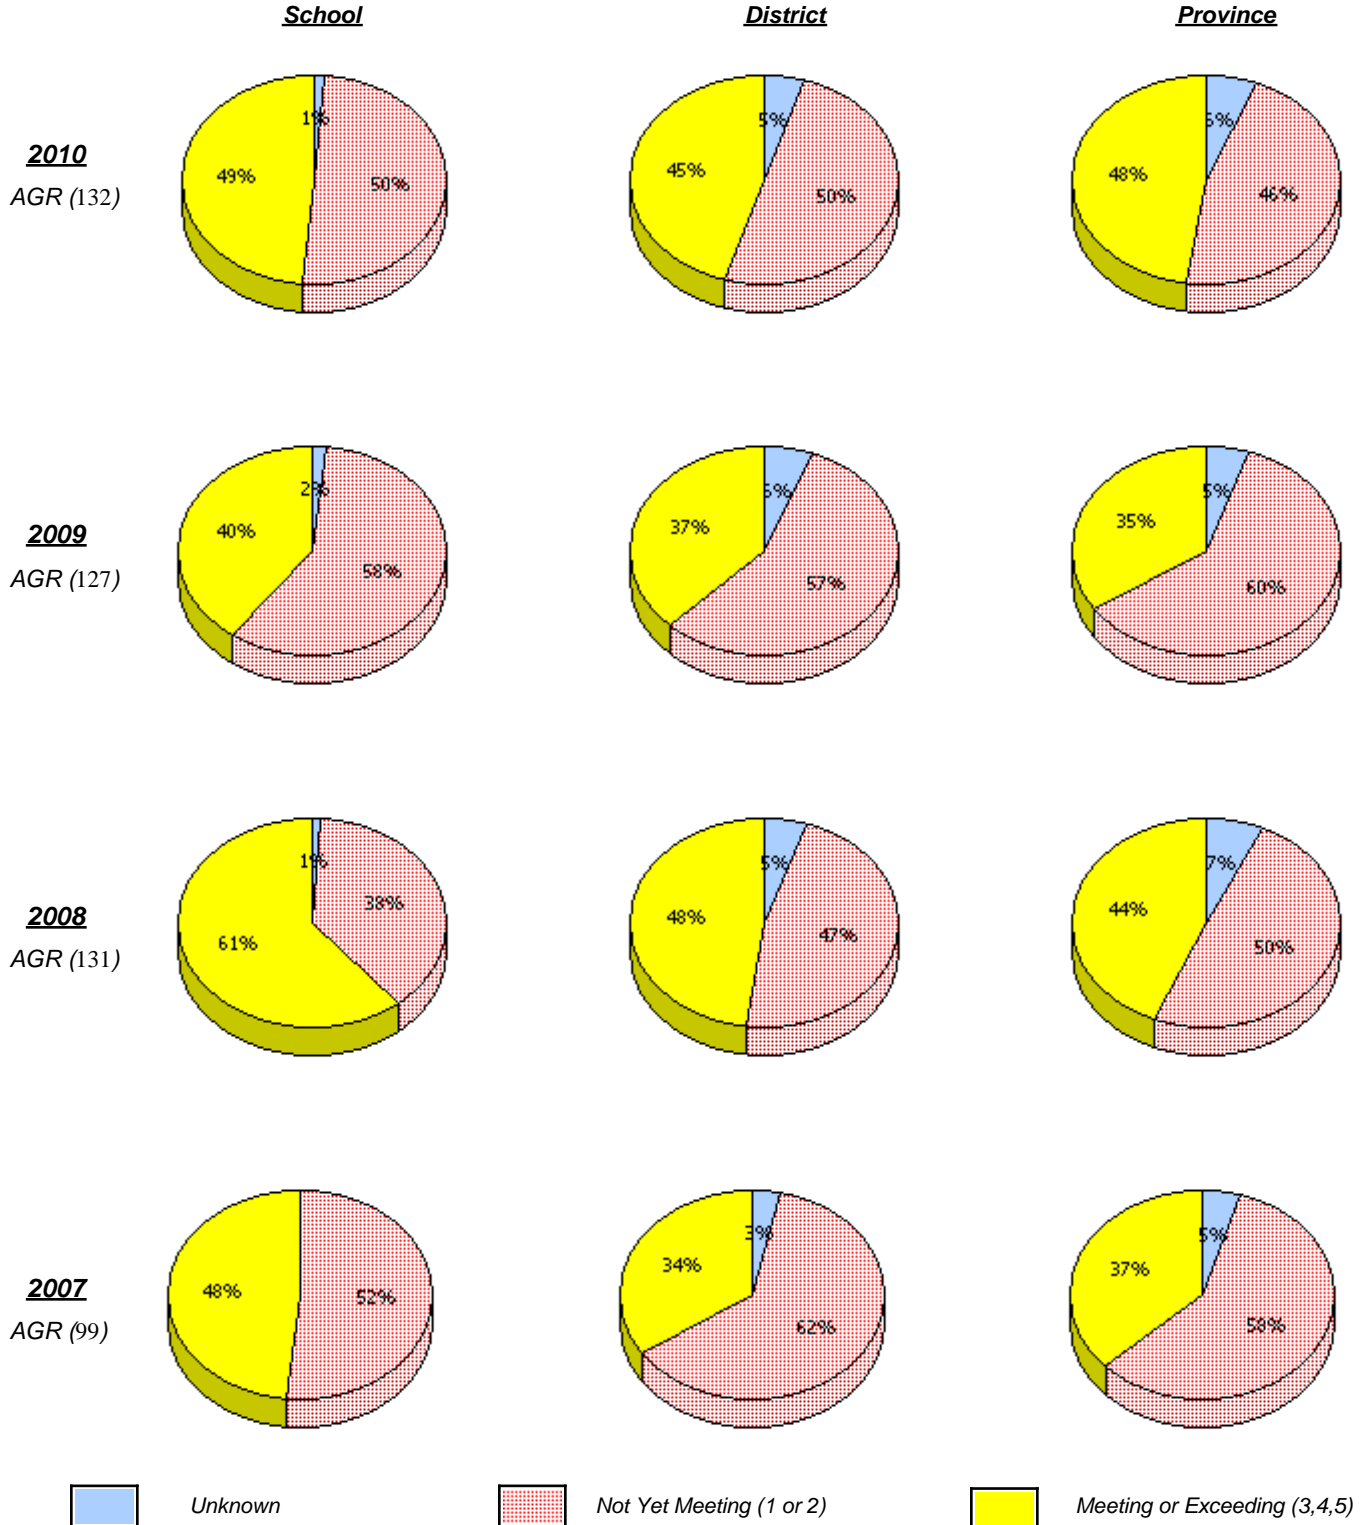 School District Province
1% 5% 6%
2010
49% 50% 45% 50% 48% 46%
AGR (132)
2% 6% 5%
2009
40% 58% 37% 57% 35% 60%
AGR (127)
1% 5% 7%
2008
61% 38% 48% 47% 44% 50%
AGR (131)
3% 5%
2007
48% 52% 34% 62% 37% 58%
AGR (99)
Unknown Not Yet Meeting (1 or 2) Meeting or Exceeding (3,4,5)